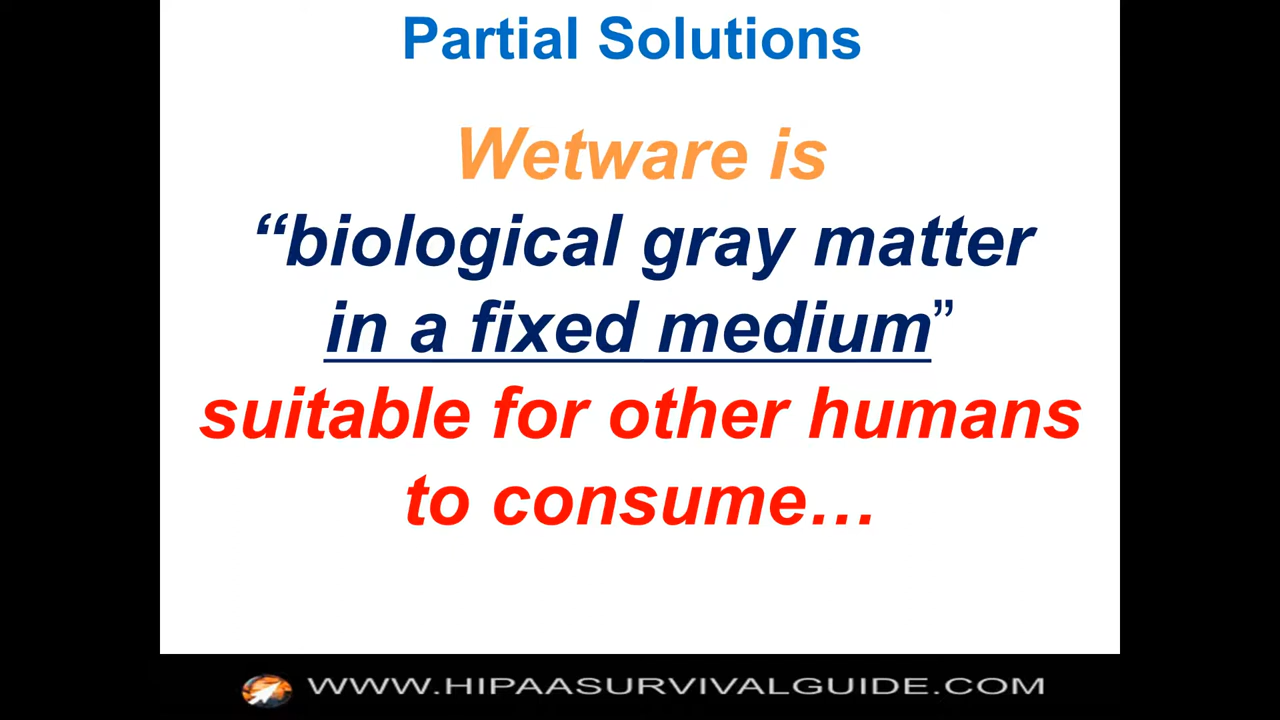 Partial Solutions
Wetware is
“biological gray matter
in a fixed medium”
suitable for other humans
to consume…
WWW.HIPAASURVIVALGUIDE.COM